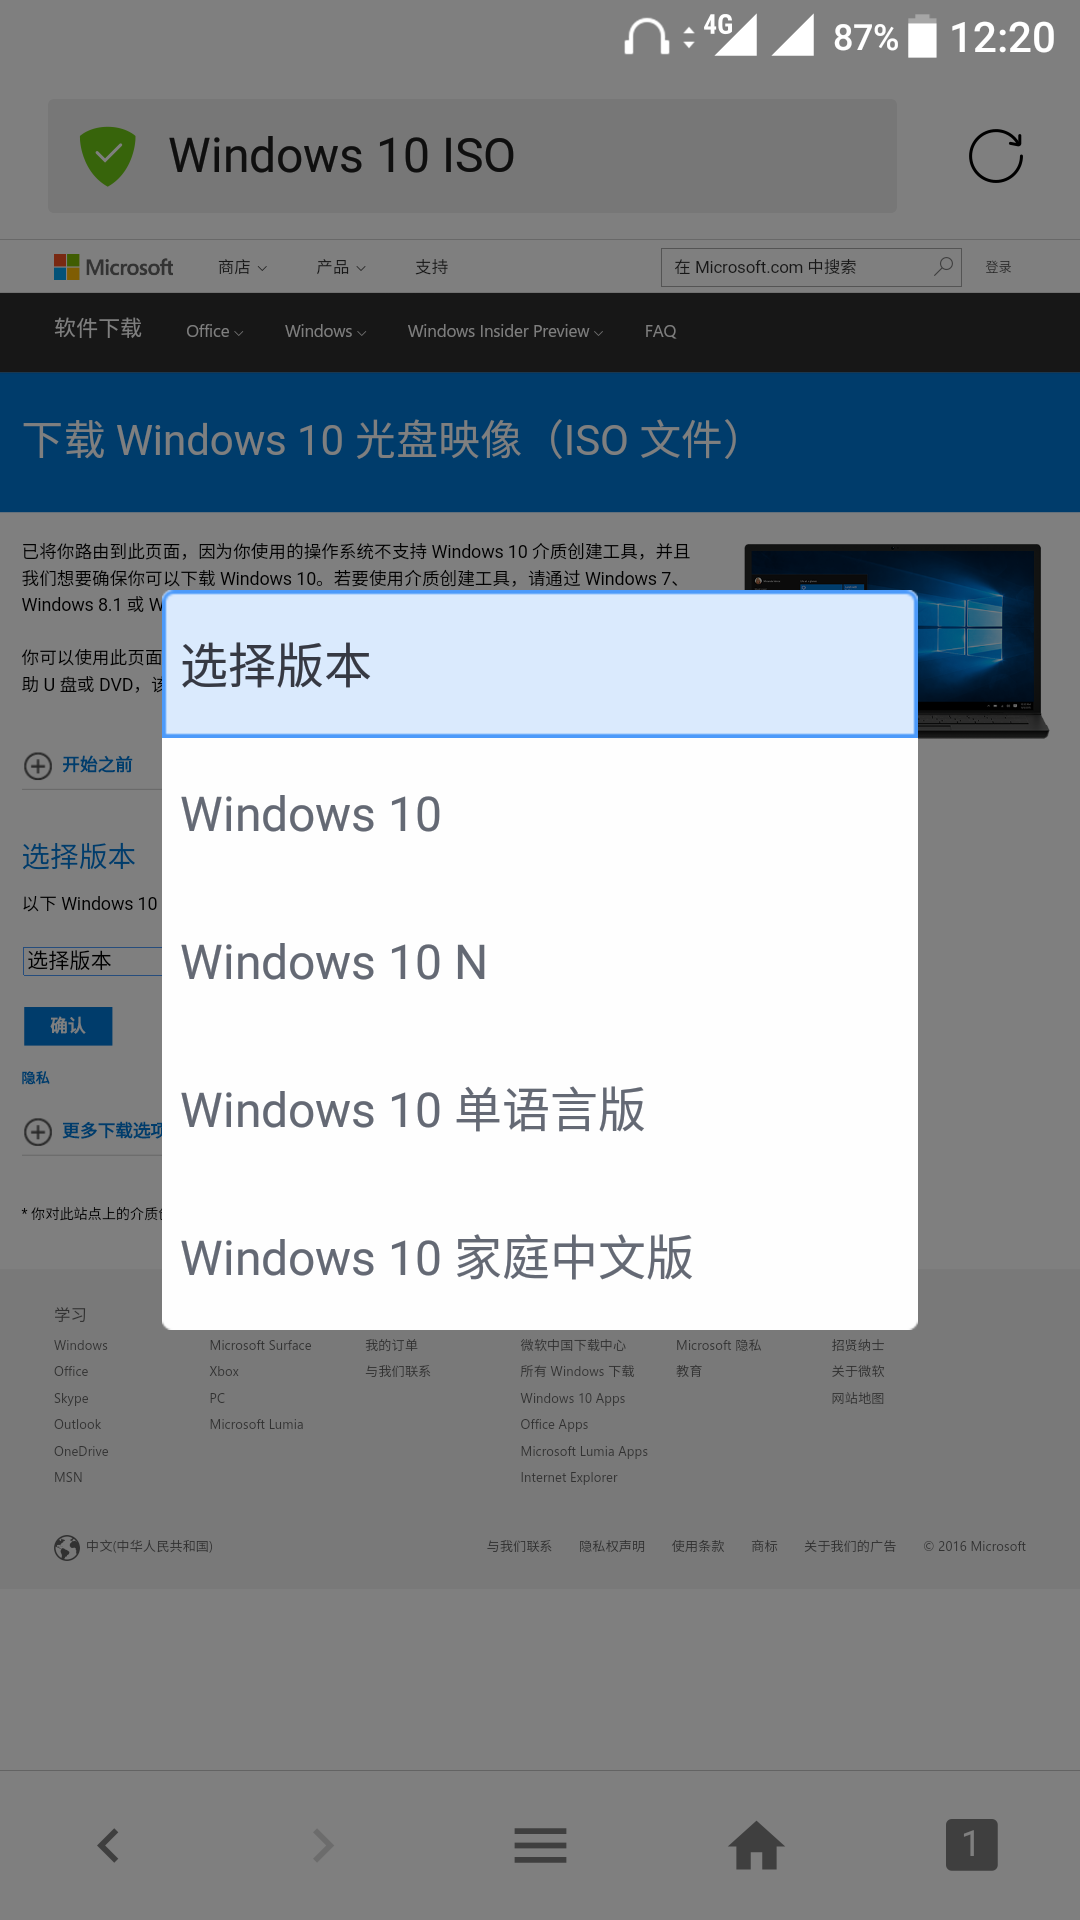 4G 87% 12:20
Windows 10 ISO
Microsoft 商店 产品 支持 在 Microsoft.com 中搜索 登录
软件下载 Office Windows Windows Insider Preview FAQ
下载 Windows 10 光盘映像（ISO 文件）
已将你路由到此页面，因为你使用的操作系统不支持 Windows 10 介质创建工具，并且
我们想要确保你可以下载 Windows 10。若要使用介质创建工具，请通过 Windows 7、
Windows 8.1 或 W
你可以使用此页面
助 U 盘或 DVD，该
开始之前
选择版本
以下 Windows 10
选择版本
确认
隐私
更多下载选项
* 你对此站点上的介质创
选择版本
Windows 10
Windows 10 N
Windows 10 单语言版
Windows 10 家庭中文版
学习
Windows Microsoft Surface 我的订单 微软中国下载中心 Microsoft 隐私 招贤纳士
Office Xbox 与我们联系 所有 Windows 下载 教育 关于微软
Skype PC Windows 10 Apps 网站地图
Outlook Microsoft Lumia Office Apps
OneDrive Microsoft Lumia Apps
MSN Internet Explorer
中文(中华人民共和国) 与我们联系 隐私权声明 使用条款 商标 关于我们的广告 © 2016 Microsoft
1